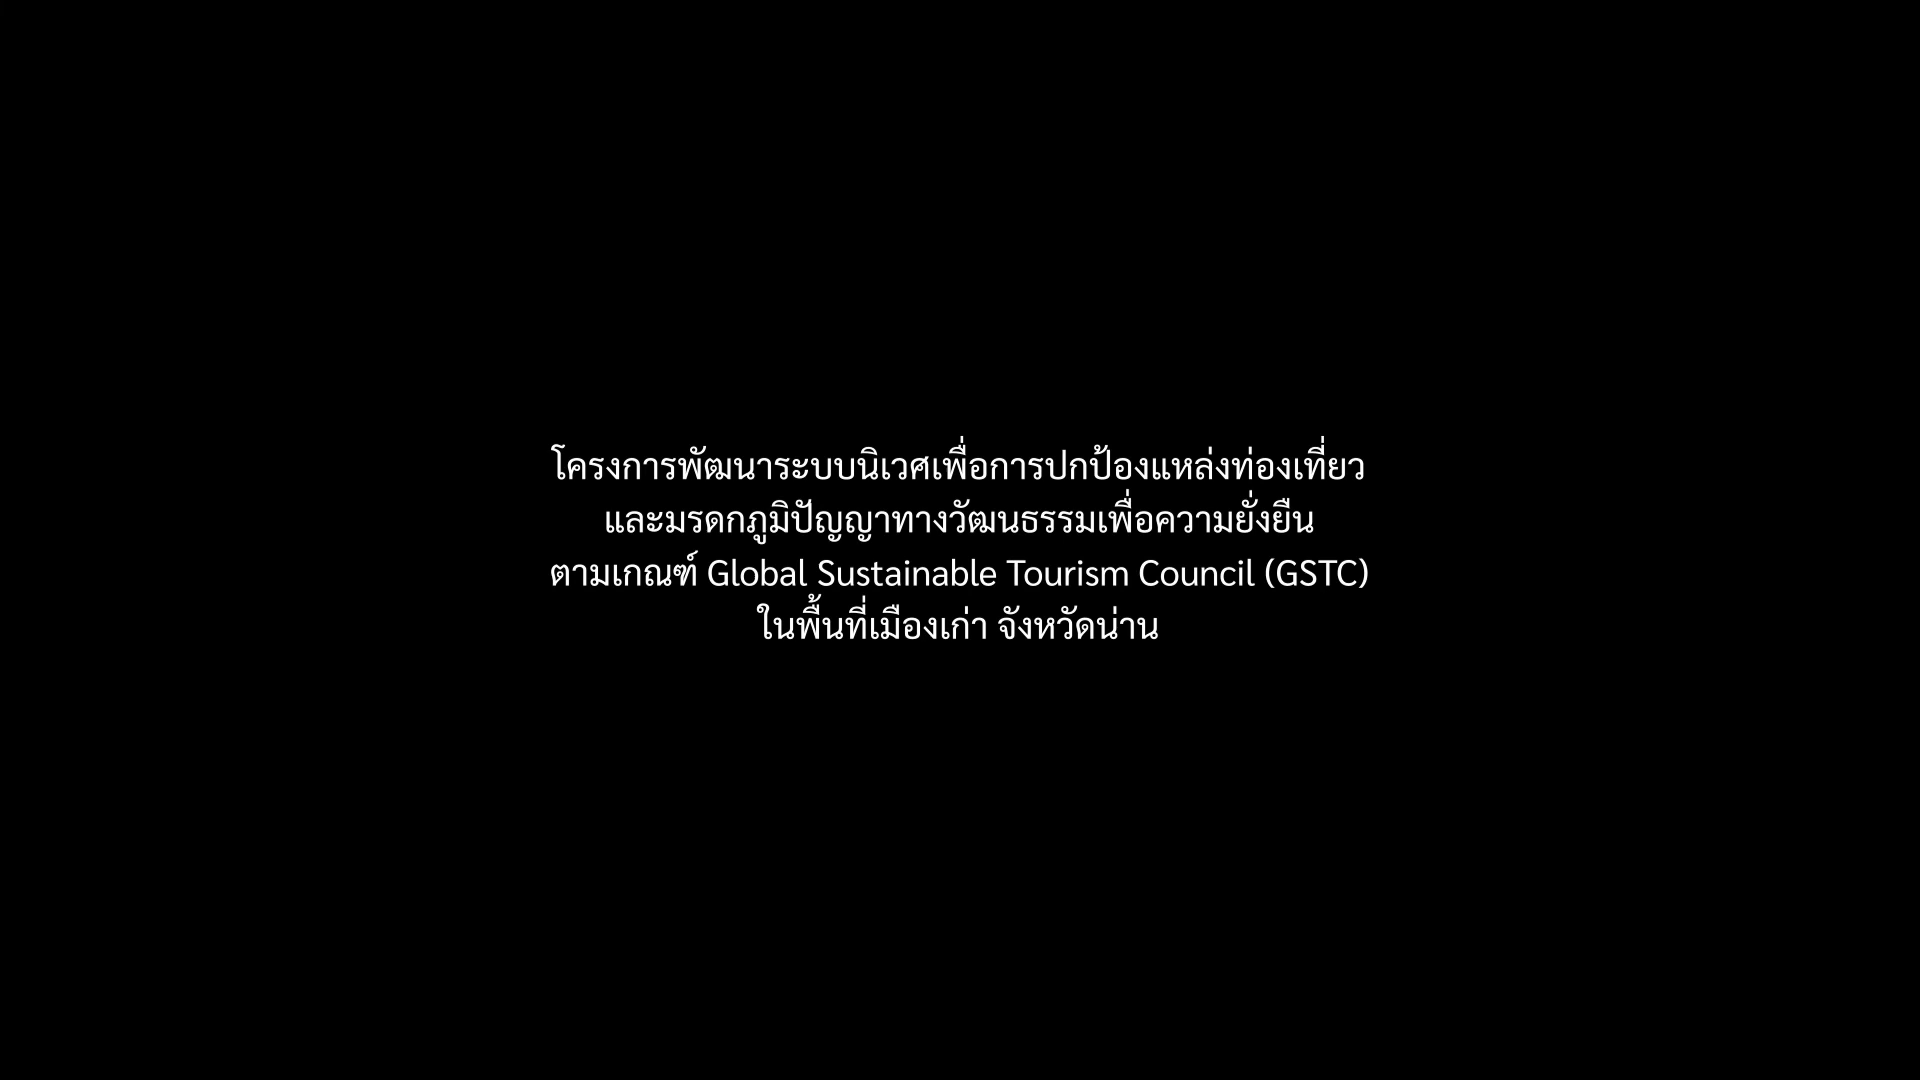 โครงการพัฒนาระบบนิเวศเพื่อการปกป้องแหล่งท่องเที่ยว
และมรดกภูมิปัญญาทางวัฒนธรรมเพื่อความยั่งยืน
ตามเกณฑ์ Global Sustainable Tourism Council (GSTC)
ในพื้นที่เมืองเก่า จังหวัดน่าน